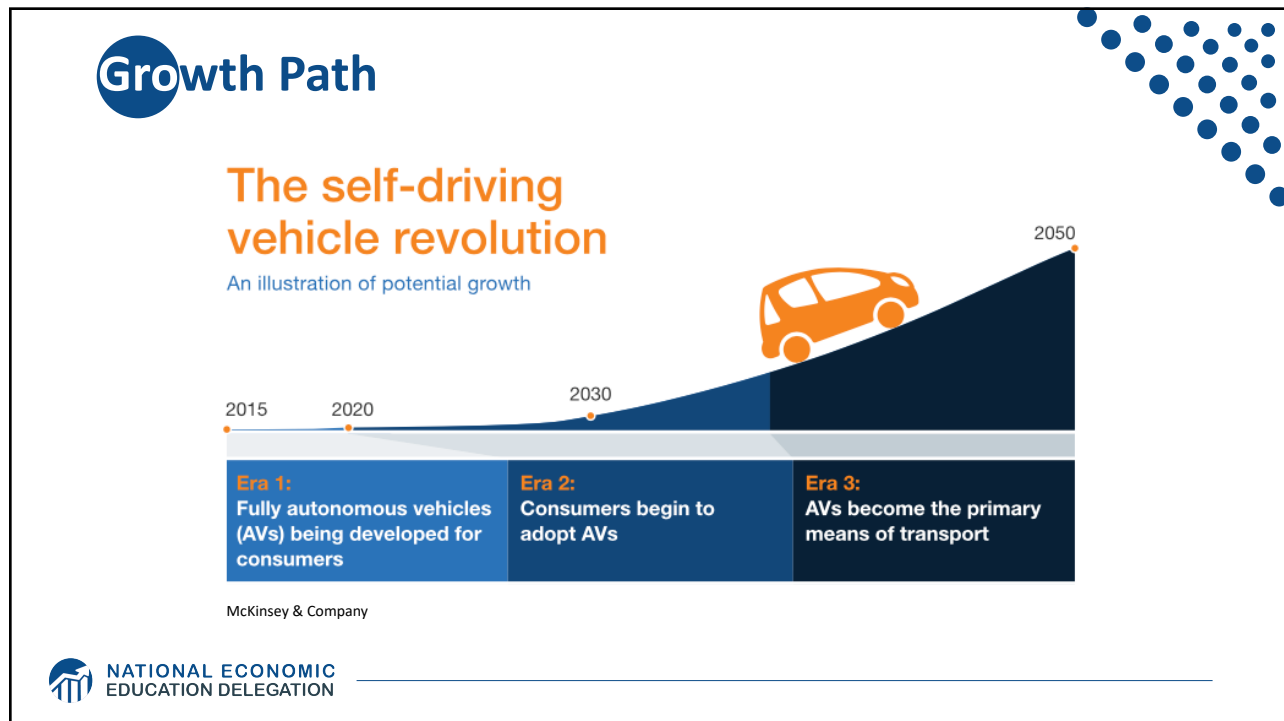 Growth Path
The self-driving
vehicle revolution
An illustration of potential growth
2015
2020
2030
2050
Era 1:
Fully autonomous vehicles
(AVs) being developed for
consumers
Era 2:
Consumers begin to
adopt AVs
Era 3:
AVs become the primary
means of transport
McKinsey & Company
NATIONAL ECONOMIC
EDUCATION DELEGATION